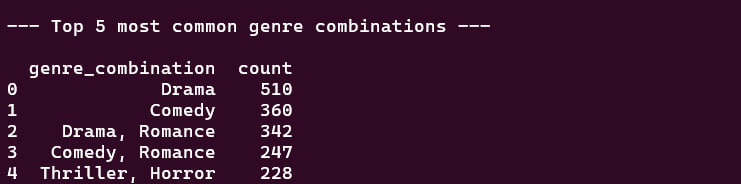 --- Top 5 most common genre combinations ---
genre_combination count
0 Drama 510
1 Comedy 360
2 Drama, Romance 342
3 Comedy, Romance 247
4 Thriller, Horror 228